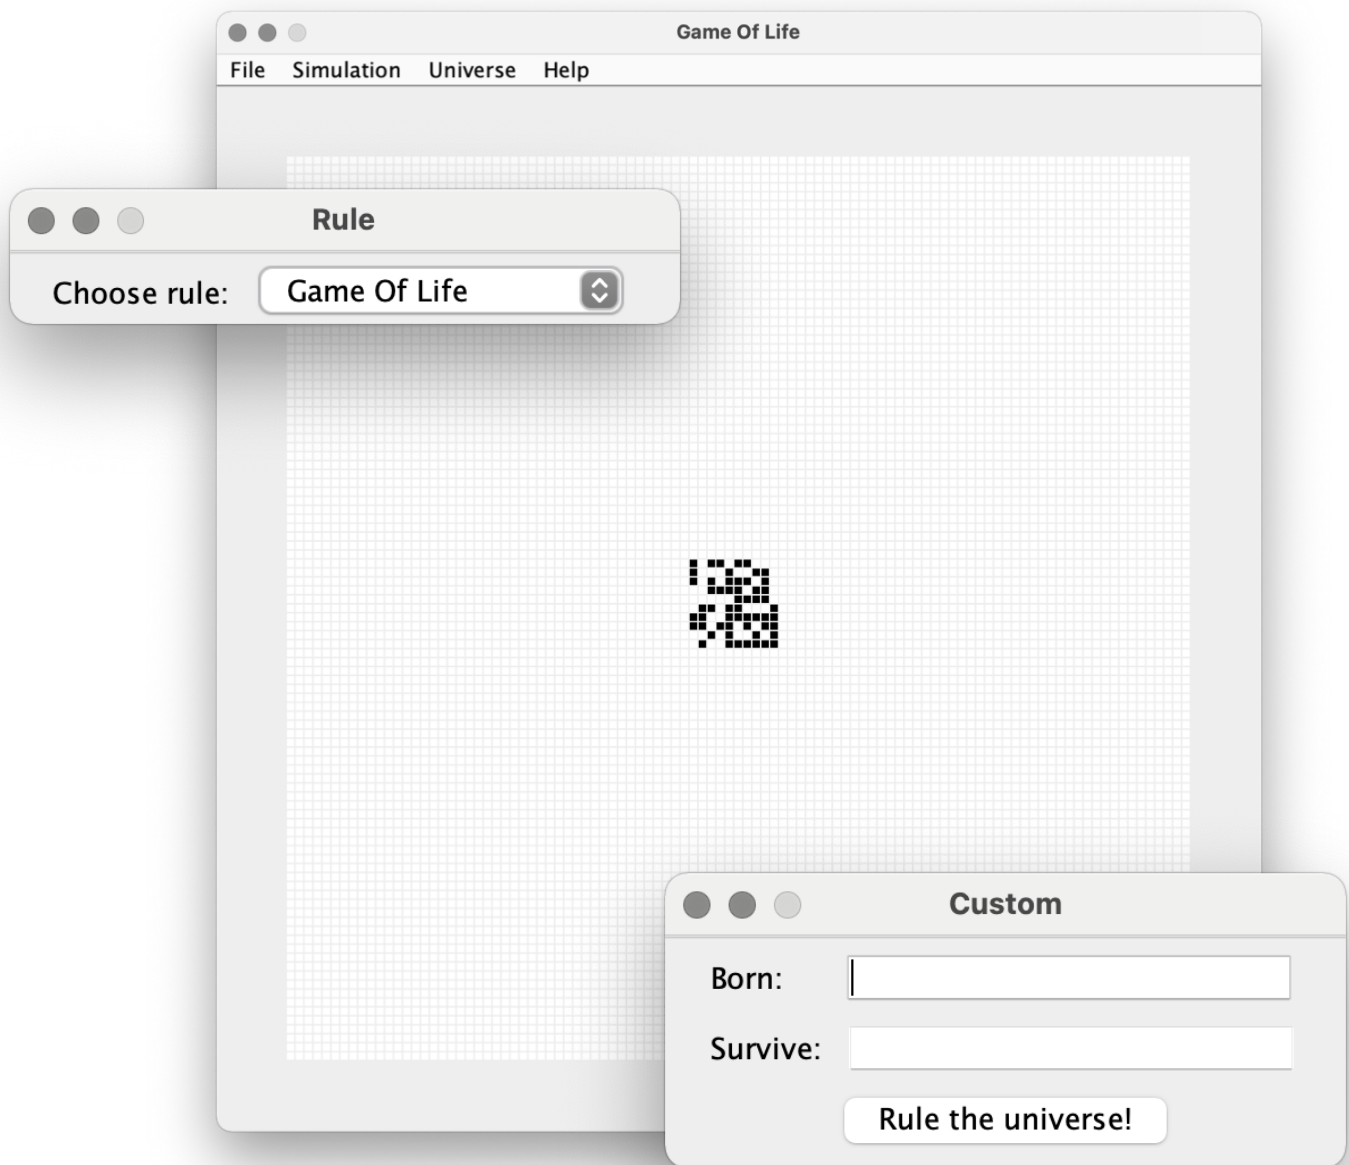 Game Of Life
File Simulation Universe Help
Rule
Choose rule: Game Of Life
Custom
Born:
Survive:
Rule the universe!